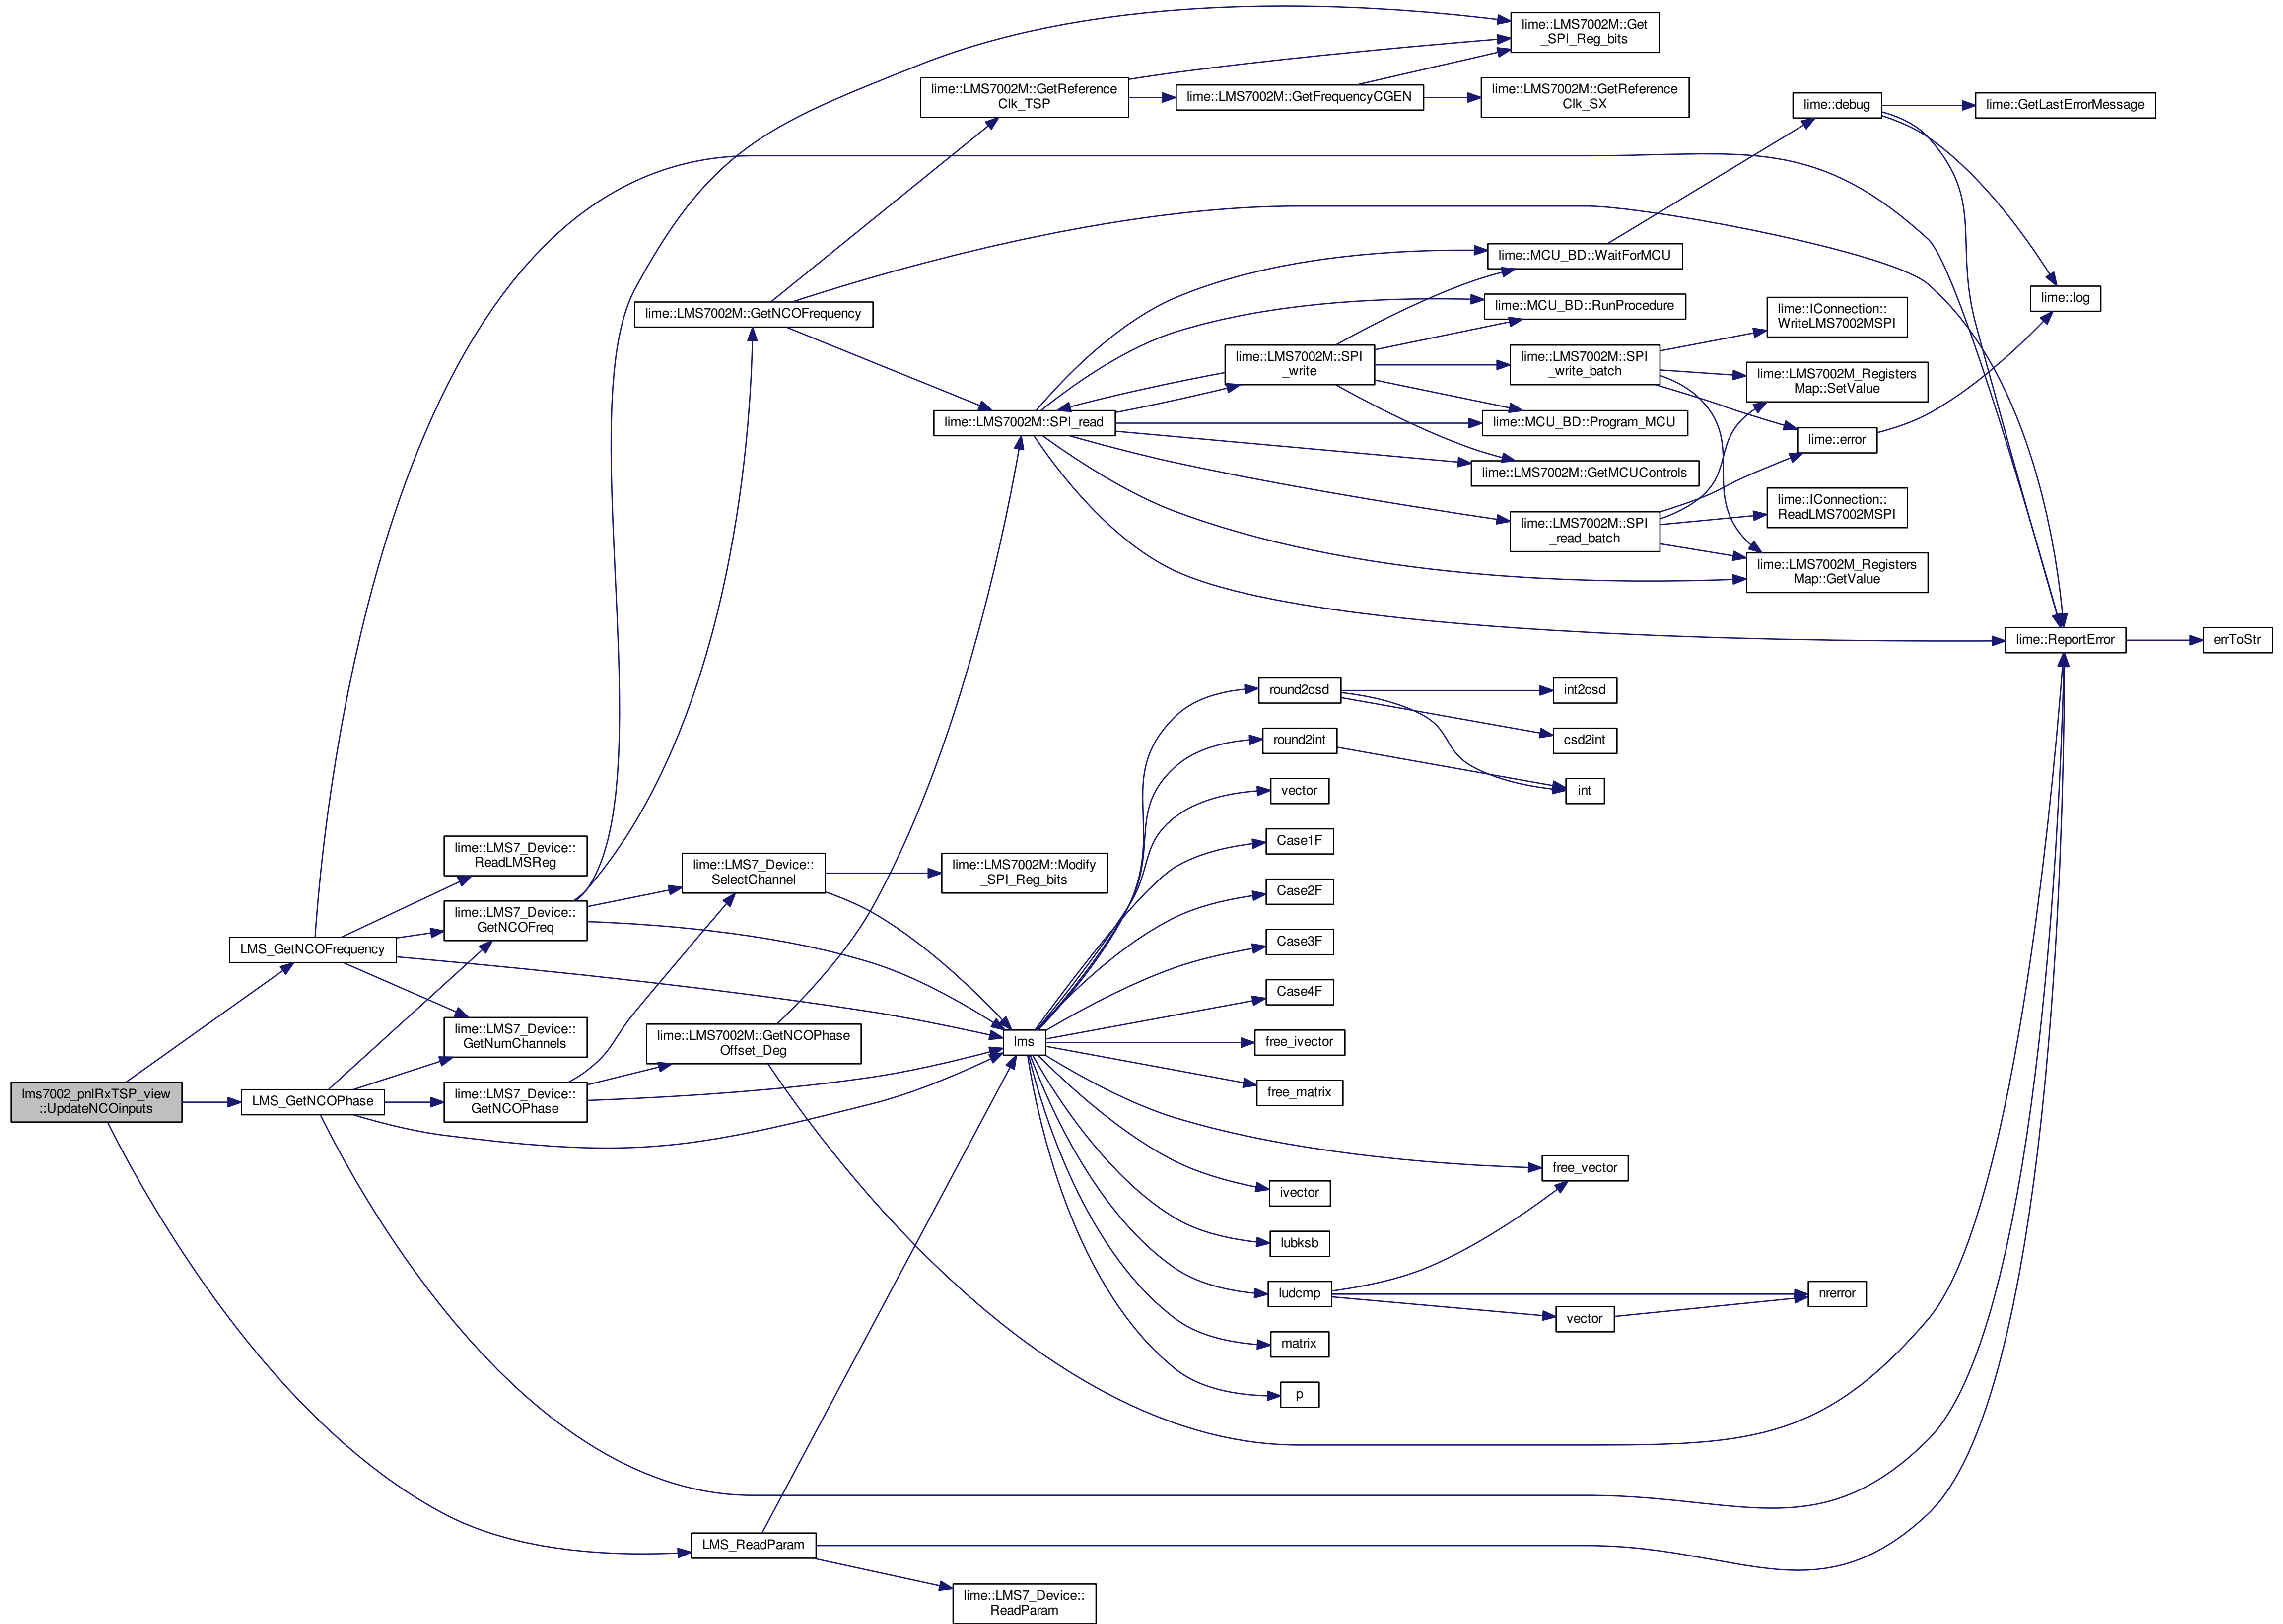 lime::LMS7002M::Get
_SPI_Reg_bits
lime::LMS7002M::GetReference
Clk_TSP
lime::LMS7002M::GetFrequencyCGEN
lime::LMS7002M::GetReference
Clk_SX
lime::debug
lime::GetLastErrorMessage
lime::MCU_BD::WaitForMCU
lime::log
lime::LMS7002M::GetNCOFrequency
lime::MCU_BD::RunProcedure
lime::IConnection::
WriteLMS7002MSPI
lime::LMS7002M::SPI
_write
lime::LMS7002M::SPI
_write_batch
lime::LMS7002M_Registers
Map::SetValue
lime::LMS7002M::SPI_read
lime::MCU_BD::Program_MCU
lime::error
lime::LMS7002M::GetMCUControls
lime::IConnection::
ReadLMS7002MSPI
lime::LMS7002M::SPI
_read_batch
lime::LMS7002M_Registers
Map::GetValue
lime::ReportError
errToStr
round2csd
int2csd
round2int
csd2int
vector
int
Case1F
lime::LMS7_Device::
ReadLMSReg
lime::LMS7_Device::
SelectChannel
lime::LMS7002M::Modify
_SPI_Reg_bits
Case2F
lime::LMS7_Device::
GetNCOFreq
LMS_GetNCOFrequency
Case3F
Case4F
lime::LMS7_Device::
GetNumChannels
lime::LMS7002M::GetNCOPhase
Offset_Deg
lms
free_ivector
lms7002_pnlRxTSP_view
::UpdateNCOinputs
LMS_GetNCOPhase
lime::LMS7_Device::
GetNCOPhase
free_matrix
free_vector
ivector
lubksb
ludcmp
nrerror
vector
matrix
p
LMS_ReadParam
lime::LMS7_Device::
ReadParam